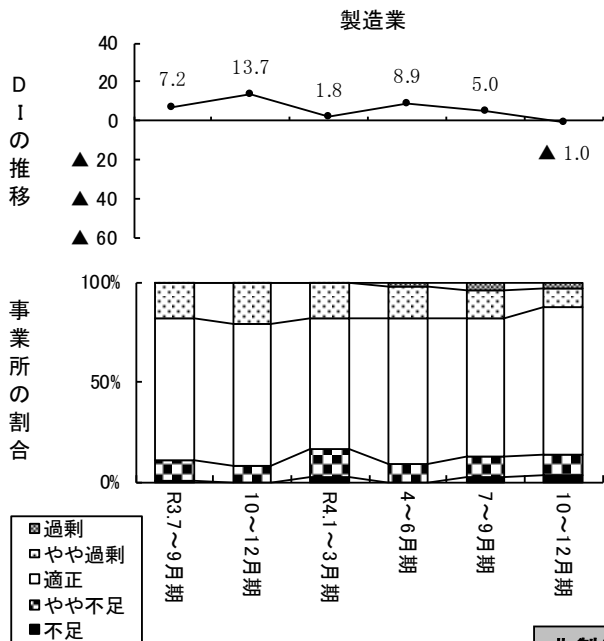 製造業
DIの推移
40
20
0
▲ 20
▲ 40
▲ 60
7.2
13.7
1.8
8.9
5.0
▲ 1.0
事業所の割合
100%
50%
0%
R3.7～9月期
10～12月期
R4.1～3月期
4～6月期
7～9月期
10～12月期
過剰
やや過剰
適正
やや不足
不足